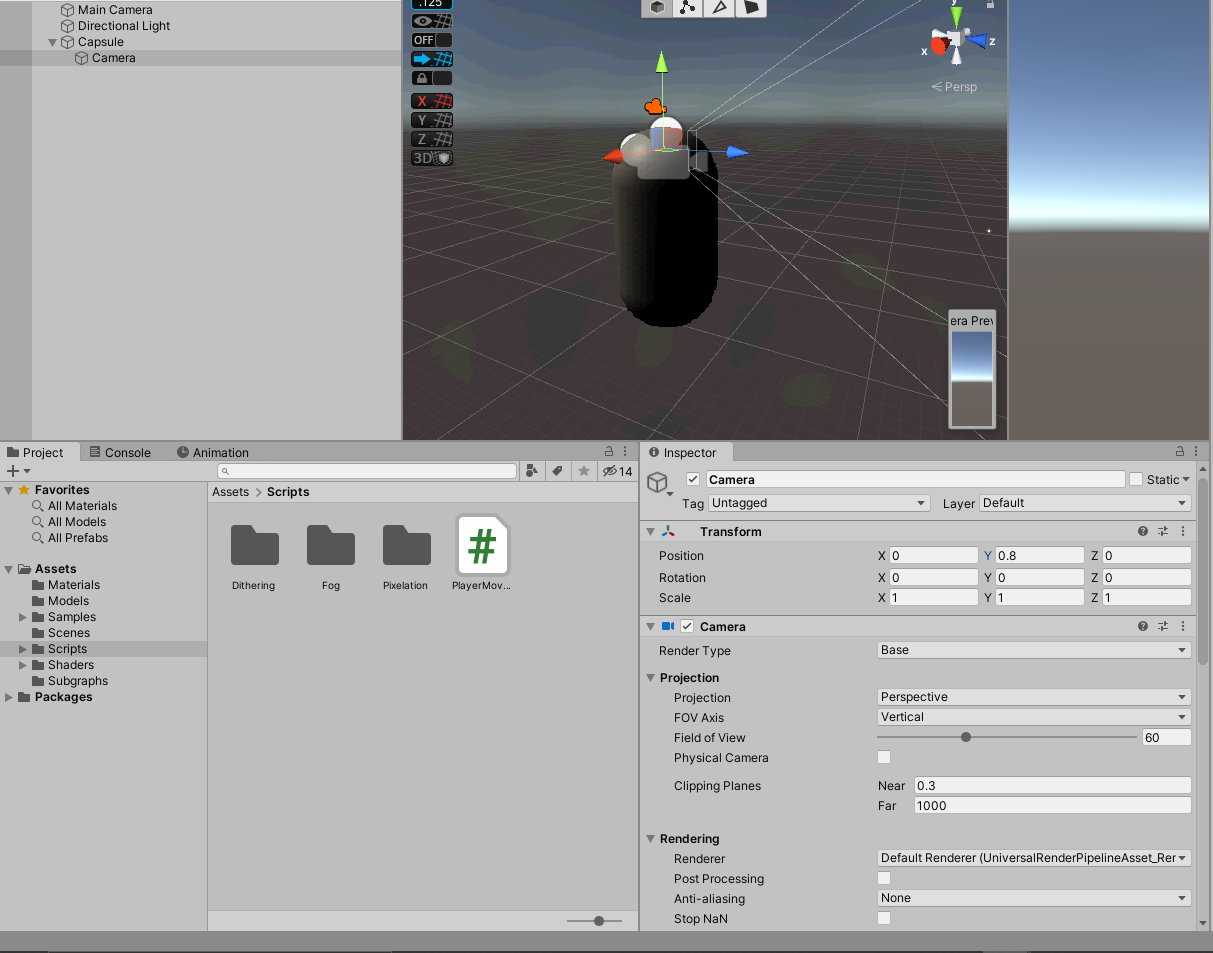 Main Camera
Directional Light
Capsule
Camera
.125
OFF
X
Y
Z
3D
y
x
z
Persp
era Prev
Project
Console
Animation
14
Favorites
All Materials
All Models
All Prefabs
Assets
Materials
Models
Samples
Scenes
Scripts
Shaders
Subgraphs
Packages
Assets > Scripts
Dithering
Fog
Pixelation
PlayerMov...
Inspector
Camera
Static
Tag Untagged Layer Default
Transform
Position X 0 Y 0.8 Z 0
Rotation X 0 Y 0 Z 0
Scale X 1 Y 1 Z 1
Camera
Render Type Base
Projection
Projection Perspective
FOV Axis Vertical
Field of View 60
Physical Camera
Clipping Planes Near 0.3
Far 1000
Rendering
Renderer Default Renderer (UniversalRenderPipelineAsset_Rer
Post Processing
Anti-aliasing None
Stop NaN